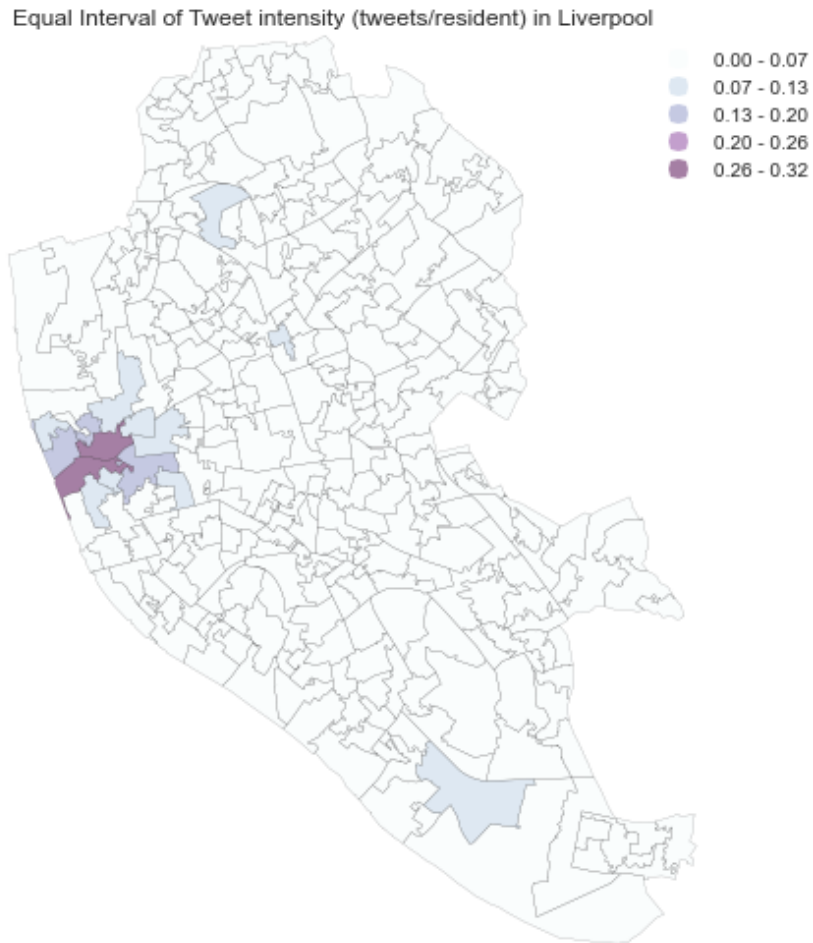 Equal Interval of Tweet intensity (tweets/resident) in Liverpool
0.00 - 0.07
0.07 - 0.13
0.13 - 0.20
0.20 - 0.26
0.26 - 0.32